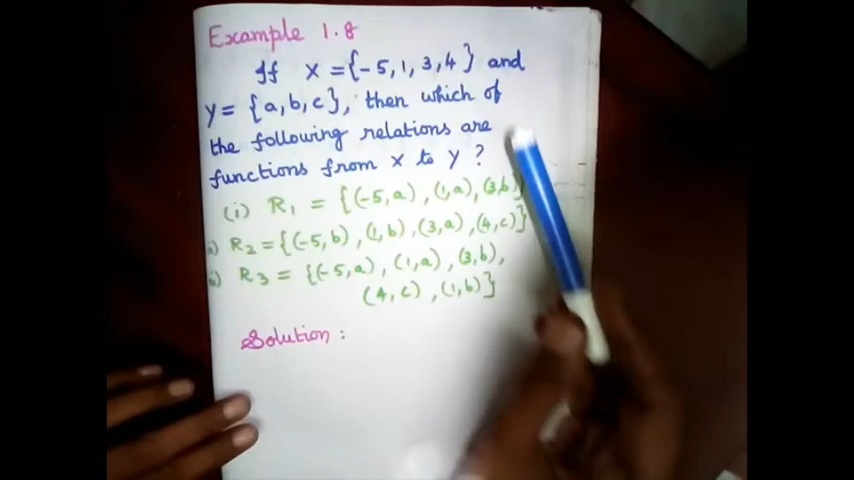 Example 1.8
If X = {-5, 1, 3, 4} and
Y = {a, b, c}, then which of
the following relations are
functions from X to Y ?
(i) R₁ = {(-5, a), (1, a), (3, b)}
R₂ = {(-5, b), (1, b), (3, a), (4, c)}
R₃ = {(-5, a), (1, a), (3, b),
(4, c), (1, b)}
Solution :